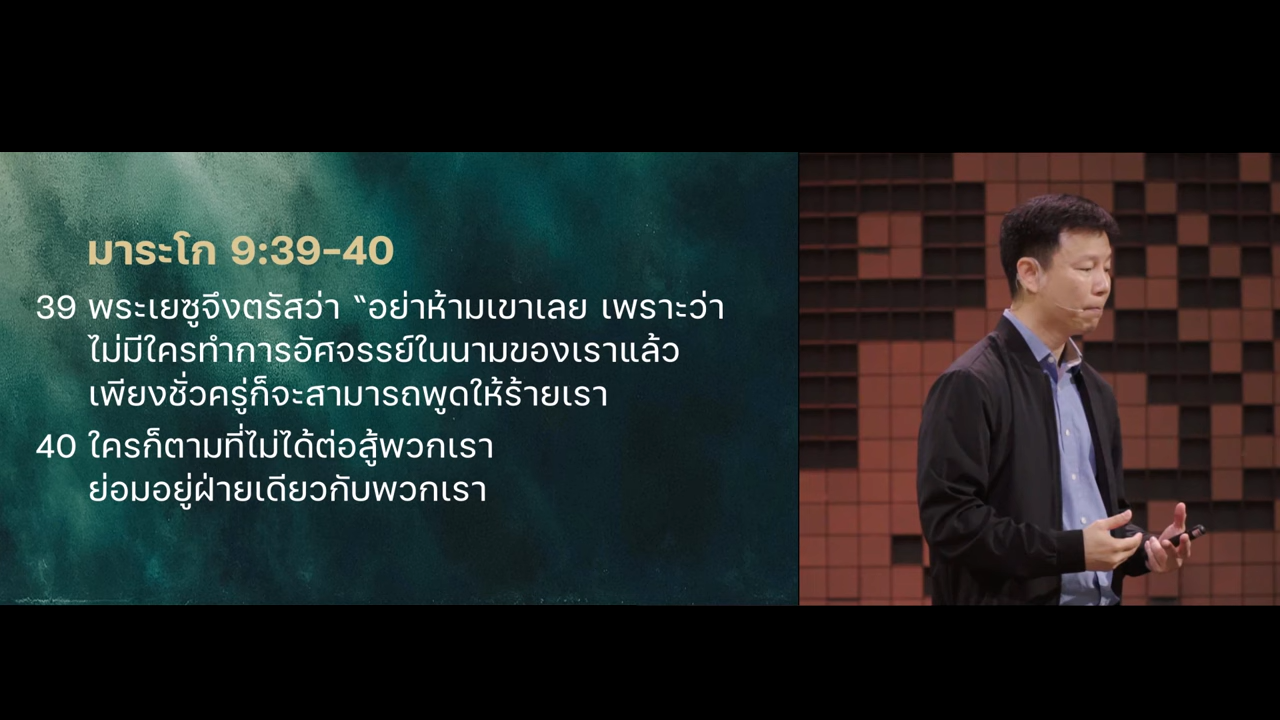 มาระโก 9:39-40
39 พระเยซูจึงตรัสว่า “อย่าห้ามเขาเลย เพราะว่า
ไม่มีใครทำการอัศจรรย์ในนามของเราแล้ว
เพียงชั่วครู่ก็จะสามารถพูดให้ร้ายเรา
40 ใครก็ตามที่ไม่ได้ต่อสู้พวกเรา
ย่อมอยู่ฝ่ายเดียวกับพวกเรา